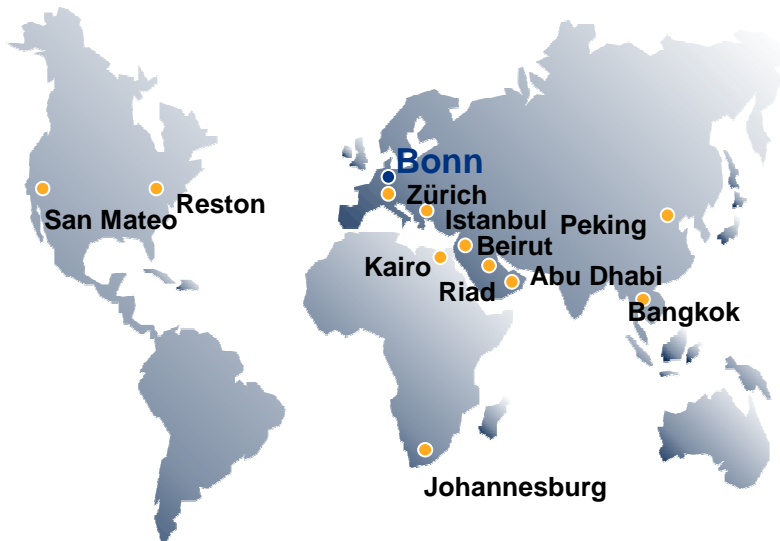 Bonn
Zürich
Reston
San Mateo
Istanbul
Peking
Beirut
Kairo
Abu Dhabi
Riad
Bangkok
Johannesburg